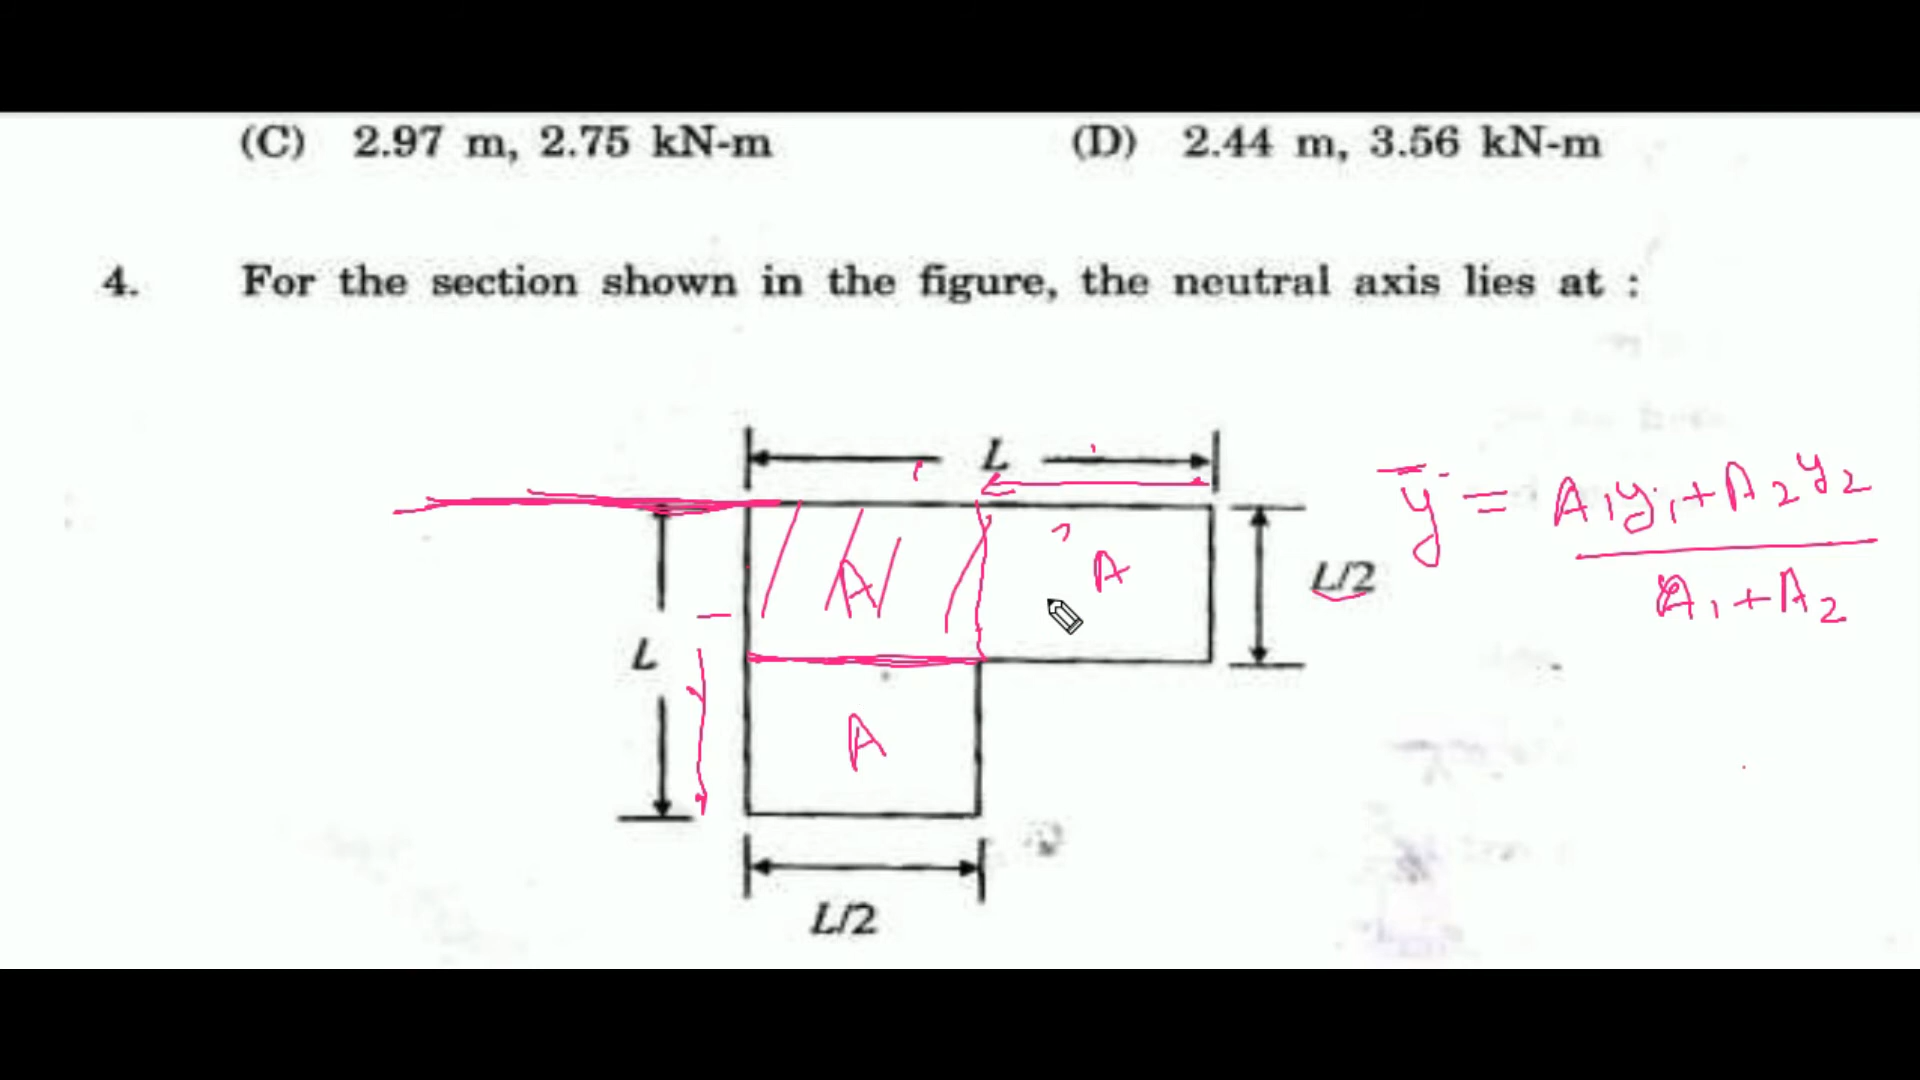 (C) 2.97 m, 2.75 kN-m (D) 2.44 m, 3.56 kN-m
4. For the section shown in the figure, the neutral axis lies at :
L
A
A
L/2
L
A
L/2
y̅ = A₁y₁+A₂y₂
A₁+A₂